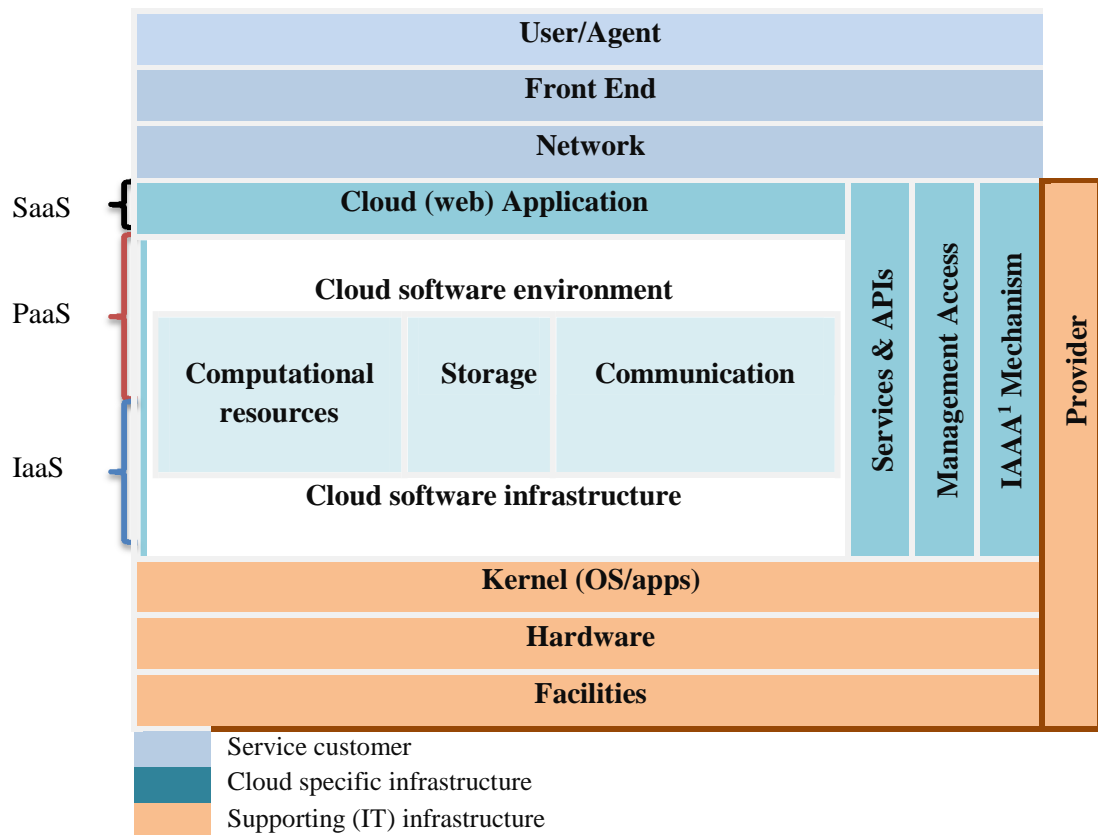 User/Agent
Front End
Network
SaaS
Cloud (web) Application
PaaS
Cloud software environment
Computational
resources
Storage
Communication
IaaS
Cloud software infrastructure
Services & APIs
Management Access
IAAA¹ Mechanism
Provider
Kernel (OS/apps)
Hardware
Facilities
Service customer
Cloud specific infrastructure
Supporting (IT) infrastructure